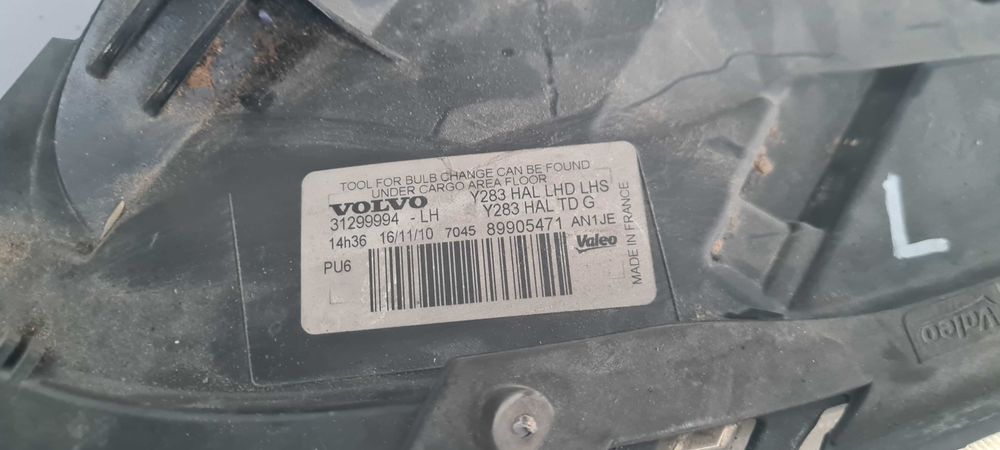 TOOL FOR BULB CHANGE CAN BE FOUND
UNDER CARGO AREA FLOOR
VOLVO
Y283 HAL LHD LHS
31299994 - LH
Y283 HAL TD G
14h36 16/11/10 7045 89905471 AN1JE
PU6
Valeo
MADE IN FRANCE
L
Valeo